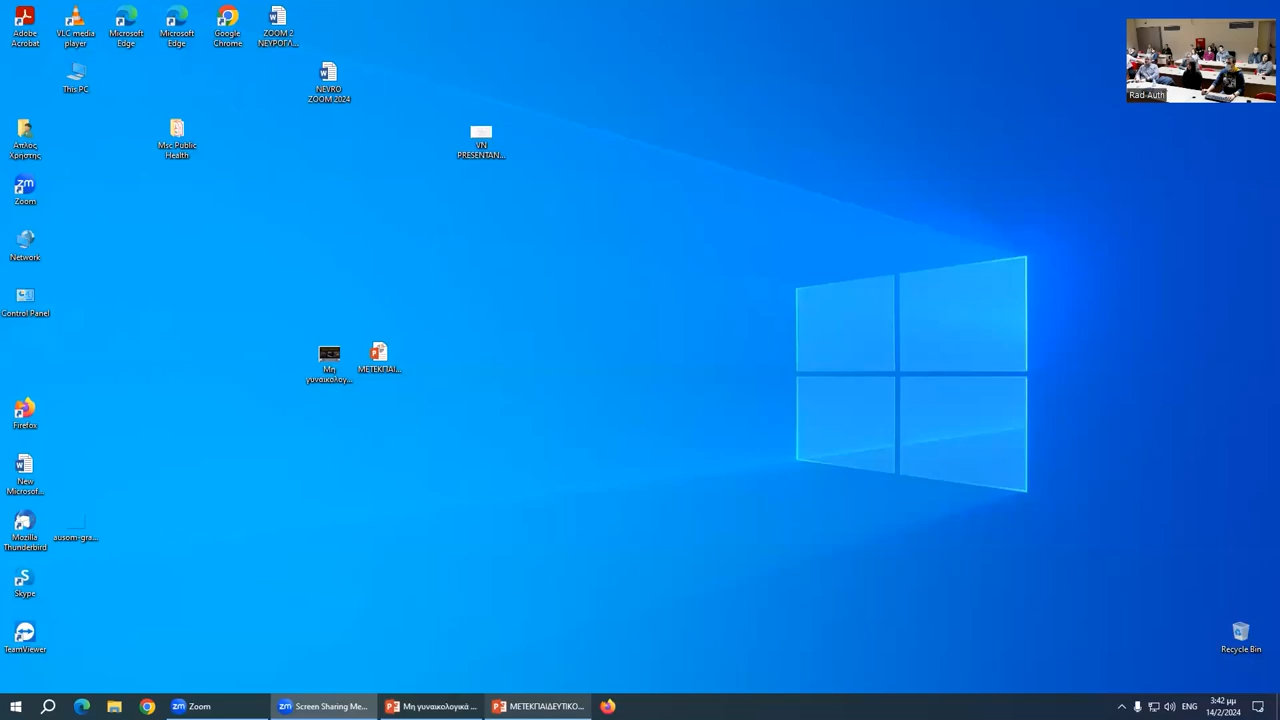 Adobe
Acrobat
VLC media
player
Microsoft
Edge
Microsoft
Edge
Google
Chrome
ZOOM 2
ΝΕΥΡΟΓΛ...
This PC
NEVRO
ZOOM 2024
Απλος
Χρήστης
Msc Public
Health
VN
PRESENTAN...
Zoom
Network
Control Panel
Μη
γυναικολογ...
ΜΕΤΕΚΠΑΙ...
Firefox
New
Microsof...
Mozilla
Thunderbird
ausom-gra...
Skype
TeamViewer
Recycle Bin
Rad Auth
Zoom
Screen Sharing Me...
Μη γυναικολογικά ...
ΜΕΤΕΚΠΑΙΔΕΥΤΙΚΟ...
ENG
3:42 μμ
14/2/2024